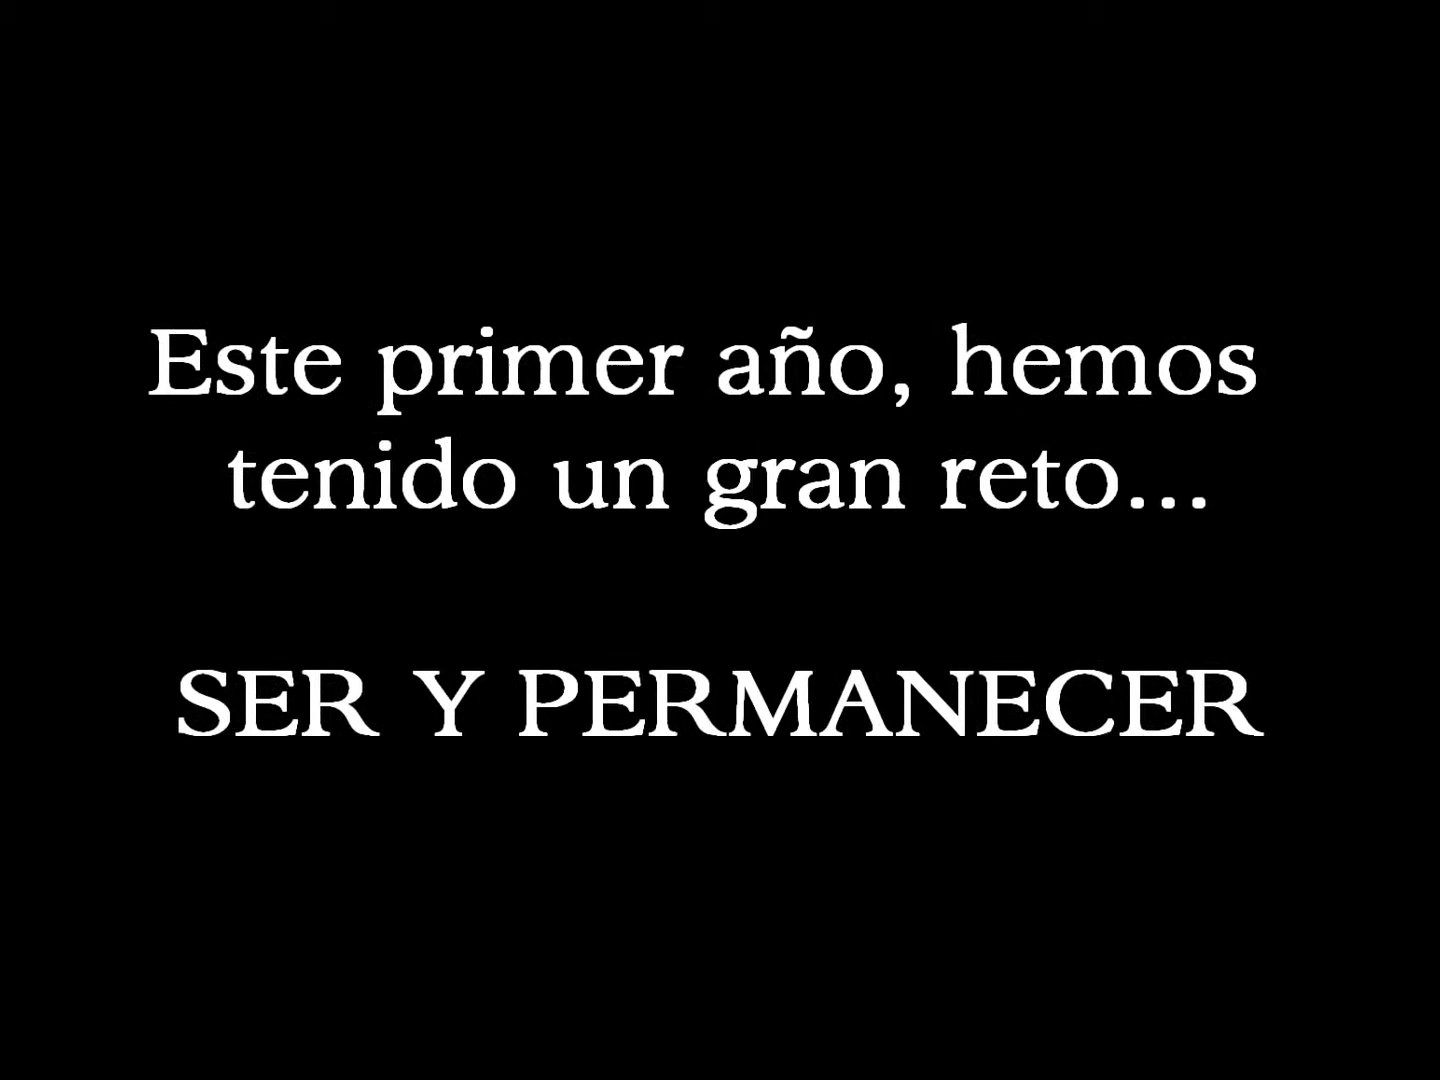 Este primer año, hemos
tenido un gran reto...
SER Y PERMANECER